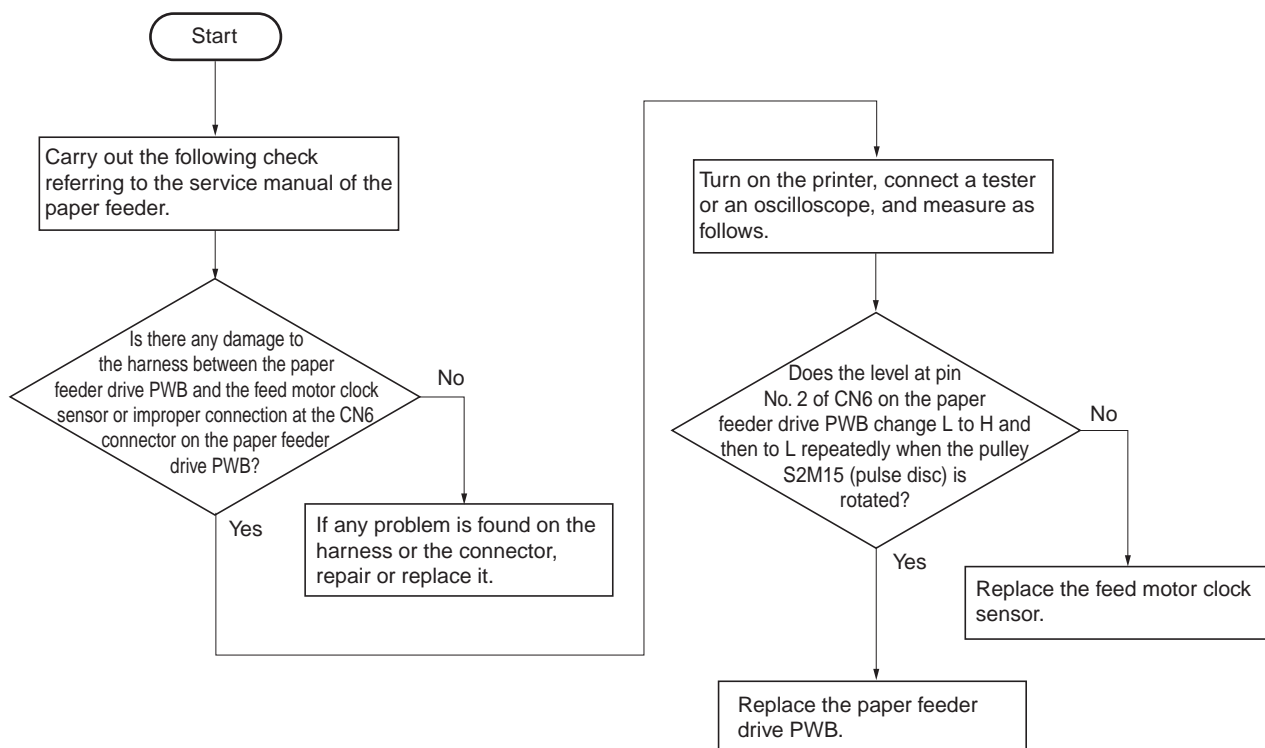 Start
Carry out the following check
referring to the service manual of the
paper feeder.
Is there any damage to
the harness between the paper
feeder drive PWB and the feed motor clock
sensor or improper connection at the CN6
connector on the paper feeder
drive PWB?
No
Yes
If any problem is found on the
harness or the connector,
repair or replace it.
Turn on the printer, connect a tester
or an oscilloscope, and measure as
follows.
Does the level at pin
No. 2 of CN6 on the paper
feeder drive PWB change L to H and
then to L repeatedly when the pulley
S2M15 (pulse disc) is
rotated?
No
Yes
Replace the feed motor clock
sensor.
Replace the paper feeder
drive PWB.